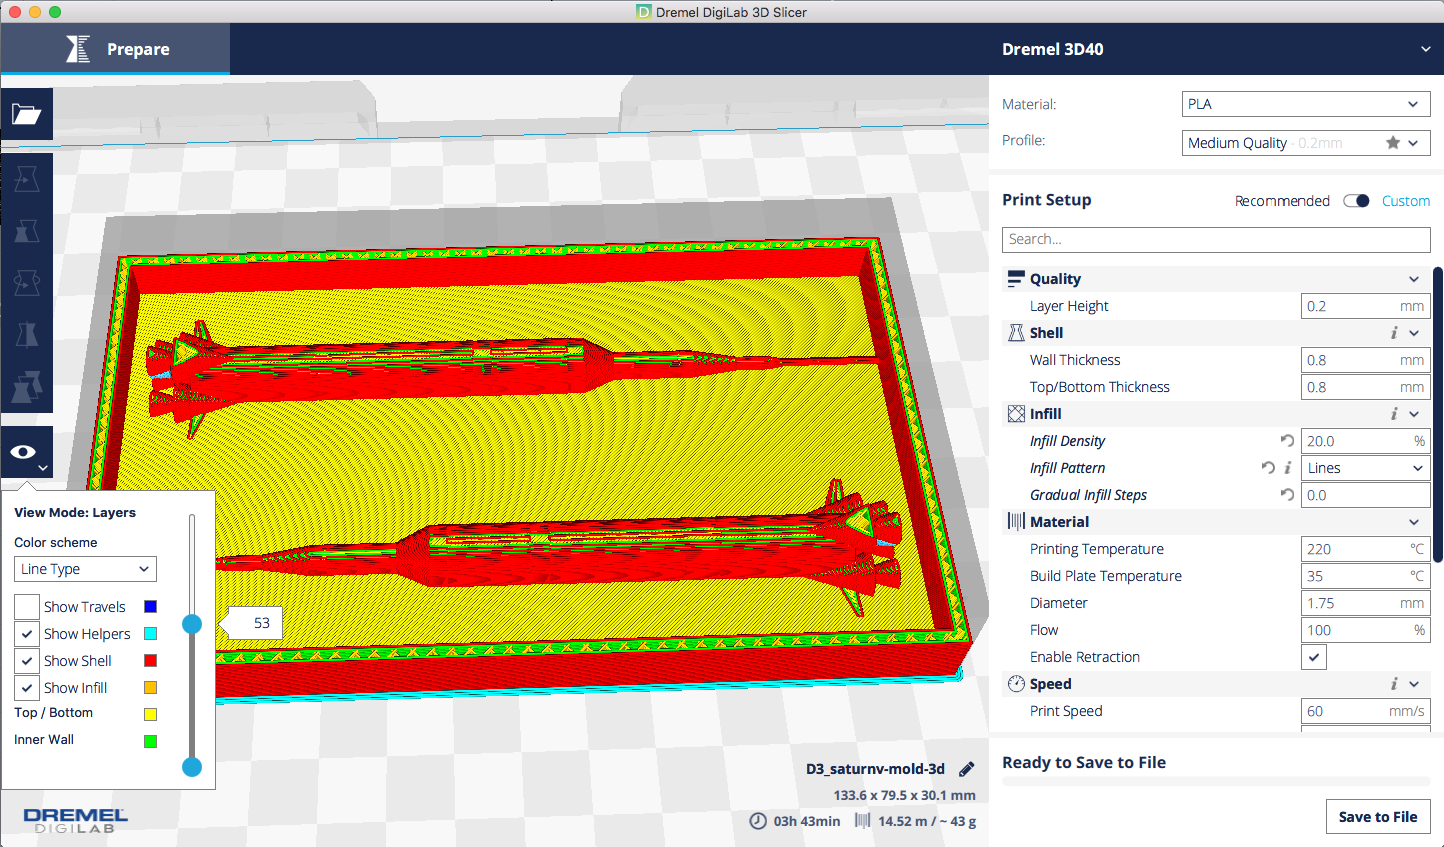 Dremel DigiLab 3D Slicer
Prepare
Dremel 3D40
Material:
PLA
Profile:
Medium Quality - 0.2mm
Print Setup
Recommended
Custom
Search...
Quality
Layer Height
0.2 mm
Shell
Wall Thickness
0.8 mm
Top/Bottom Thickness
0.8 mm
Infill
Infill Density
20.0 %
Infill Pattern
Lines
Gradual Infill Steps
0.0
Material
Printing Temperature
220 °C
Build Plate Temperature
35 °C
Diameter
1.75 mm
Flow
100 %
Enable Retraction
Speed
Print Speed
60 mm/s
Ready to Save to File
Save to File
View Mode: Layers
Color scheme
Line Type
Show Travels
Show Helpers
Show Shell
Show Infill
Top / Bottom
Inner Wall
53
DREMEL
DIGILAB
D3_saturnv-mold-3d
133.6 x 79.5 x 30.1 mm
03h 43min
14.52 m / ~ 43 g